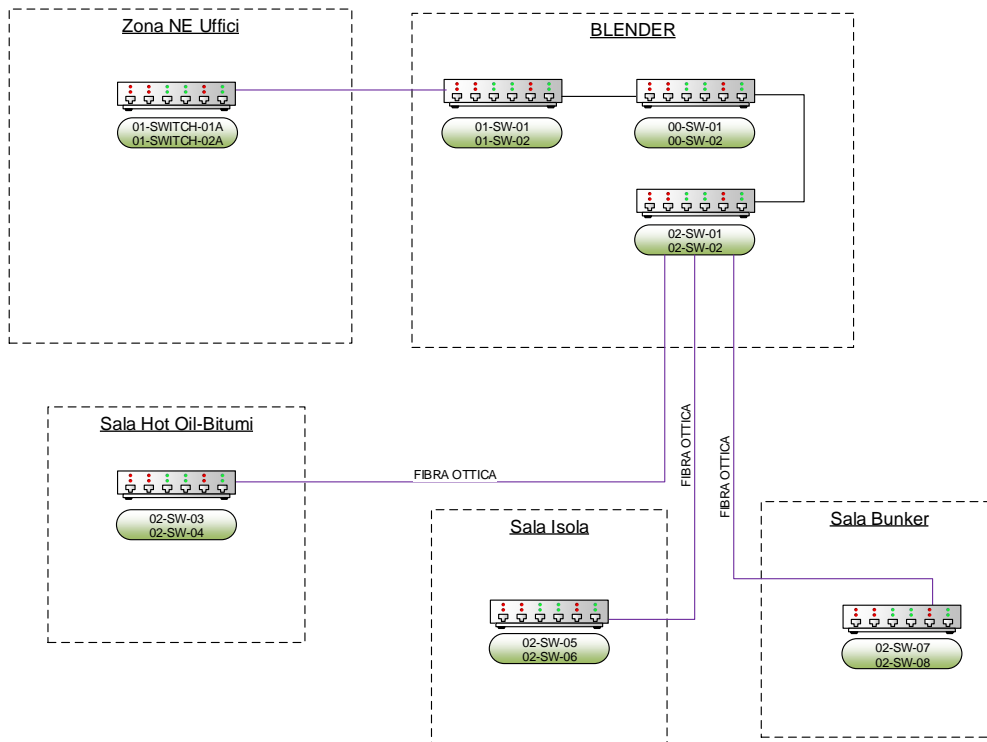 Zona NE Uffici
BLENDER
01-SWITCH-01A
01-SWITCH-02A
01-SW-01
01-SW-02
00-SW-01
00-SW-02
02-SW-01
02-SW-02
Sala Hot Oil-Bitumi
FIBRA OTTICA
FIBRA OTTICA
FIBRA OTTICA
02-SW-03
02-SW-04
Sala Isola
Sala Bunker
02-SW-05
02-SW-06
02-SW-07
02-SW-08